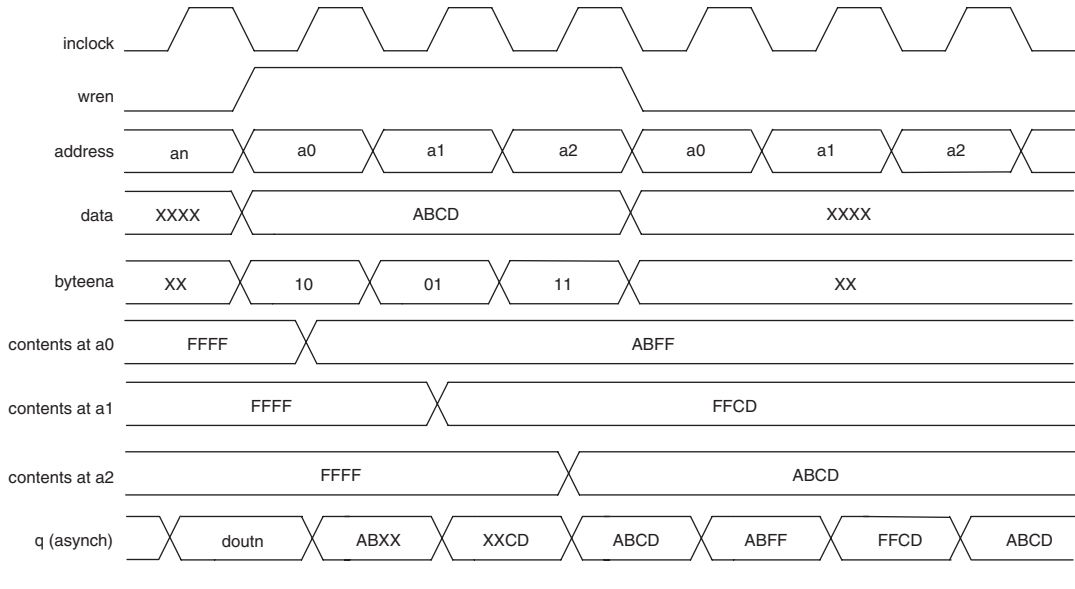 inclock
wren
address an a0 a1 a2 a0 a1 a2
data XXXX ABCD XXXX
byteena XX 10 01 11 XX
contents at a0 FFFF ABFF
contents at a1 FFFF FFCD
contents at a2 FFFF ABCD
q (asynch) doutn ABXX XXCD ABCD ABFF FFCD ABCD